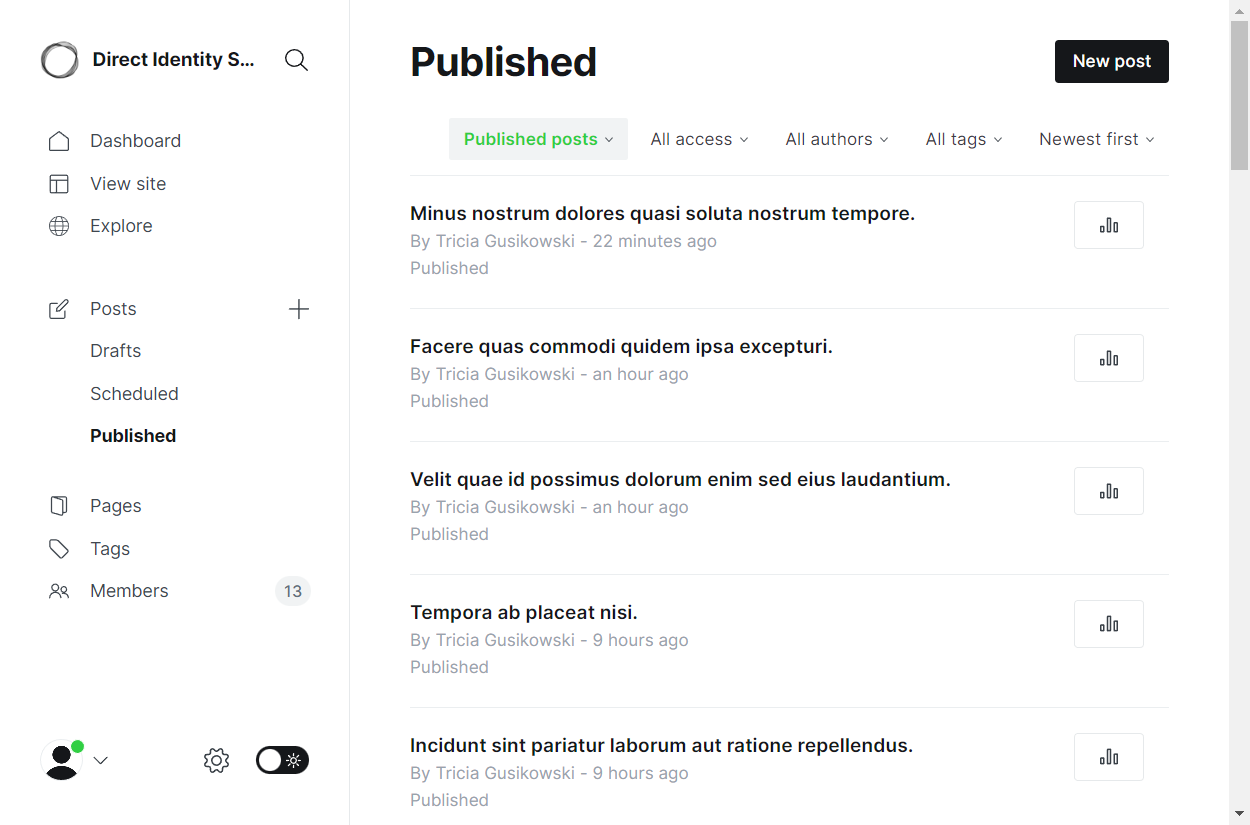 Direct Identity S...
Dashboard
View site
Explore
Posts
Drafts
Scheduled
Published
Pages
Tags
Members
13
Published
New post
Published posts
All access
All authors
All tags
Newest first
Minus nostrum dolores quasi soluta nostrum tempore.
By Tricia Gusikowski - 22 minutes ago
Published
Facere quas commodi quidem ipsa excepturi.
By Tricia Gusikowski - an hour ago
Published
Velit quae id possimus dolorum enim sed eius laudantium.
By Tricia Gusikowski - an hour ago
Published
Tempora ab placeat nisi.
By Tricia Gusikowski - 9 hours ago
Published
Incidunt sint pariatur laborum aut ratione repellendus.
By Tricia Gusikowski - 9 hours ago
Published